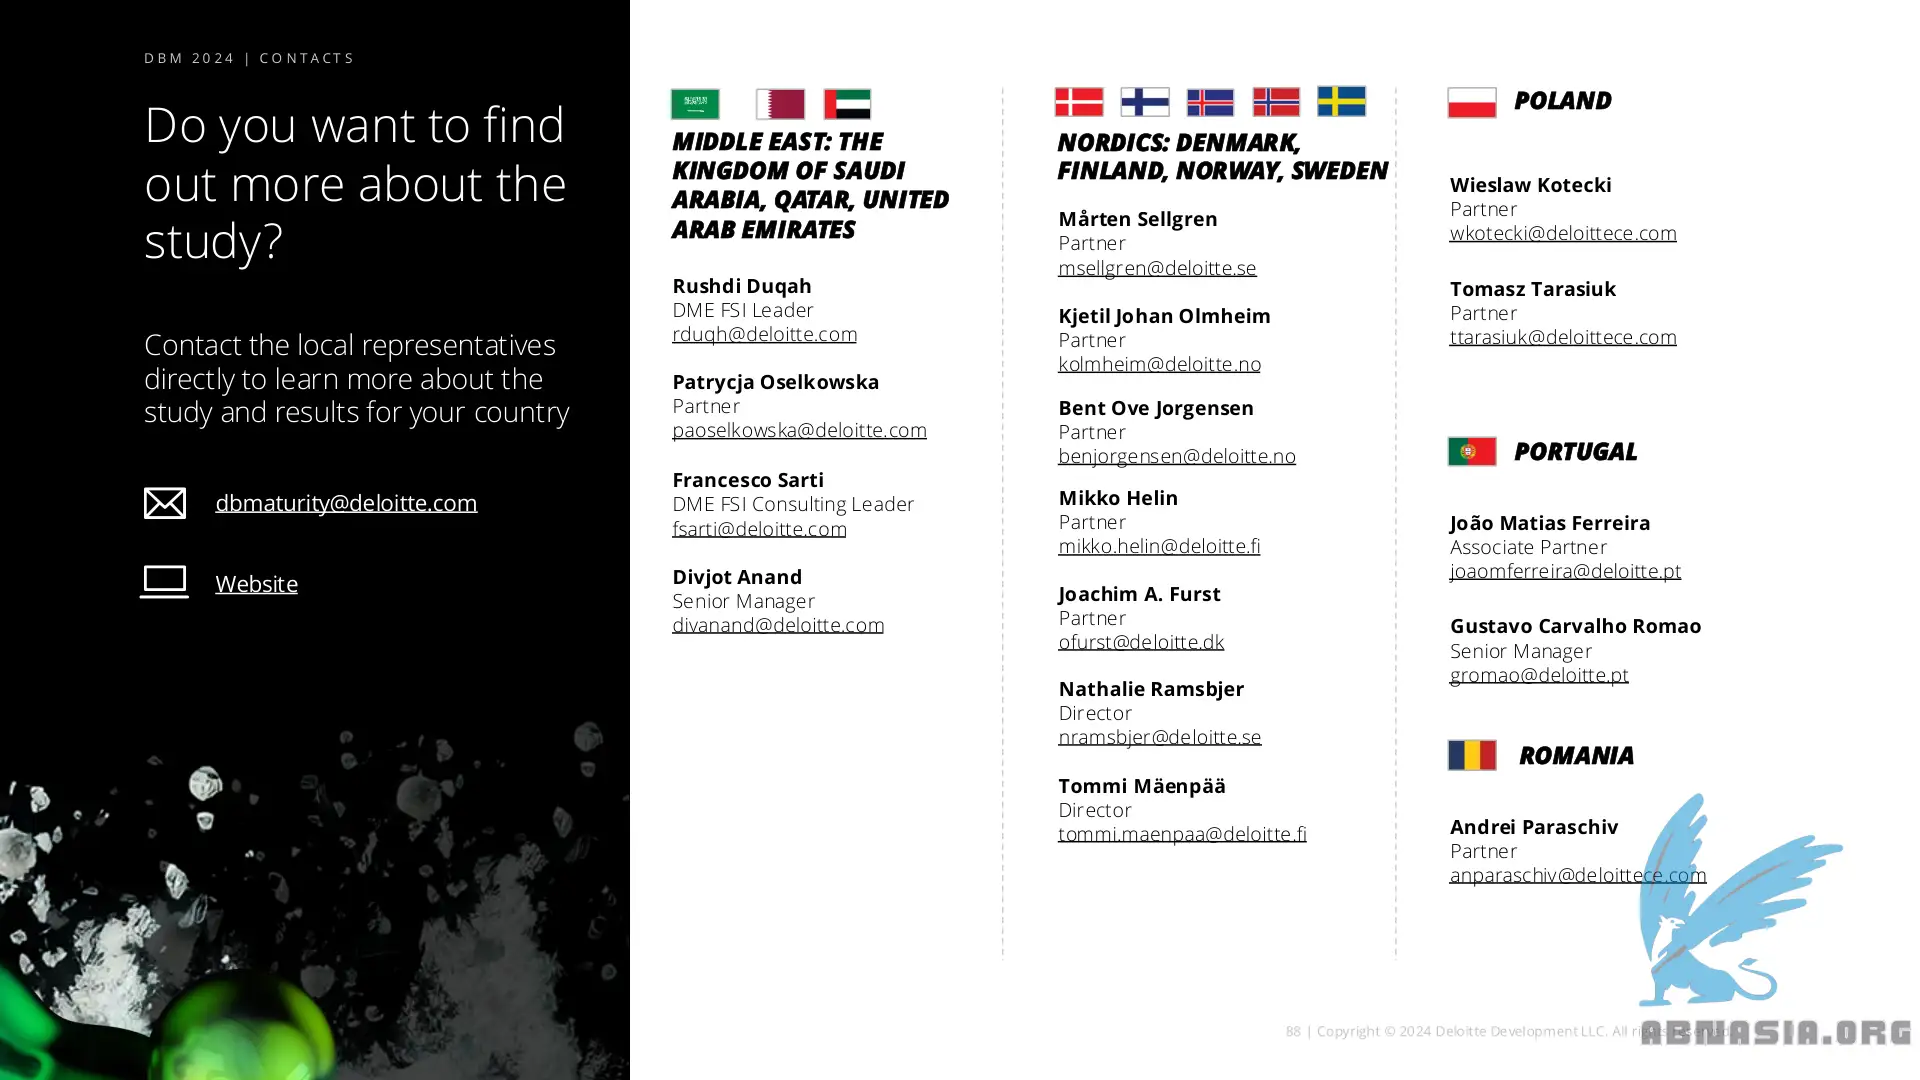 DBM 2024 | CONTACTS
Do you want to find
out more about the
study?
Contact the local representatives
directly to learn more about the
study and results for your country
dbmaturity@deloitte.com
Website
MIDDLE EAST: THE
KINGDOM OF SAUDI
ARABIA, QATAR, UNITED
ARAB EMIRATES
Rushdi Duqah
DME FSI Leader
rduqh@deloitte.com
Patrycja Oselkowska
Partner
paoselkowska@deloitte.com
Francesco Sarti
DME FSI Consulting Leader
fsarti@deloitte.com
Divjot Anand
Senior Manager
divanand@deloitte.com
NORDICS: DENMARK,
FINLAND, NORWAY, SWEDEN
Mårten Sellgren
Partner
msellgren@deloitte.se
Kjetil Johan Olmheim
Partner
kolmheim@deloitte.no
Bent Ove Jorgensen
Partner
benjorgensen@deloitte.no
Mikko Helin
Partner
mikko.helin@deloitte.fi
Joachim A. Furst
Partner
ofurst@deloitte.dk
Nathalie Ramsbjer
Director
nramsbjer@deloitte.se
Tommi Mäenpää
Director
tommi.maenpaa@deloitte.fi
POLAND
Wieslaw Kotecki
Partner
wkotecki@deloittece.com
Tomasz Tarasiuk
Partner
ttarasiuk@deloittece.com
PORTUGAL
João Matias Ferreira
Associate Partner
joaomferreira@deloitte.pt
Gustavo Carvalho Romao
Senior Manager
gromao@deloitte.pt
ROMANIA
Andrei Paraschiv
Partner
anparaschiv@deloittece.com
88 | Copyright © 2024 Deloitte Development LLC. All rights reserved.
ABNASIA.ORG